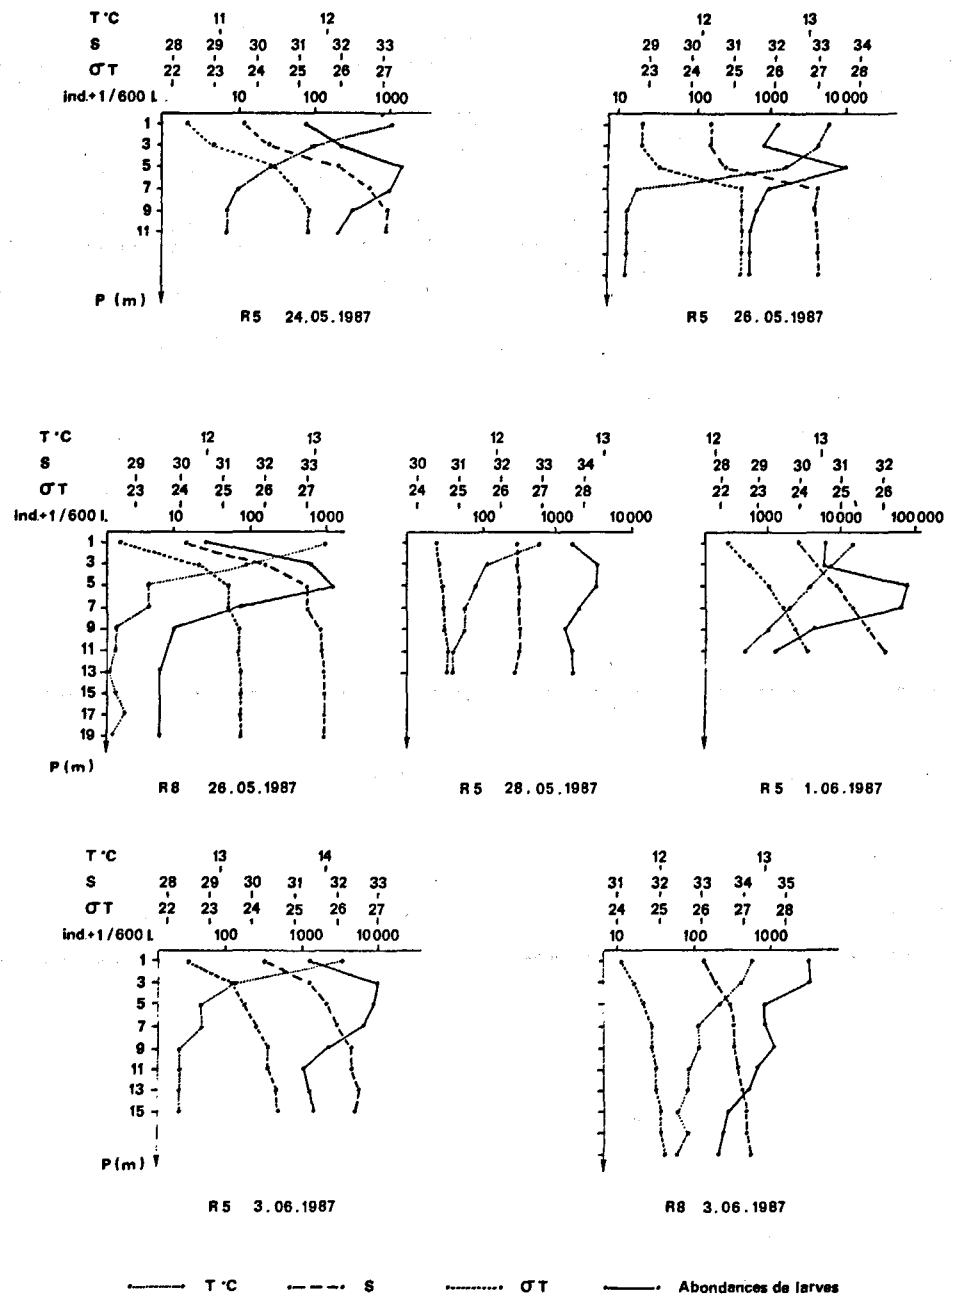 T °C 11 12
S 28 29 30 31 32 33
σT 22 23 24 25 26 27
ind.+1/600 l. 10 100 1000
1
3
5
7
9
11
P (m)
R5 24.05.1987
12 13
29 30 31 32 33 34
23 24 25 26 27 28
10 100 1000 10 000
R5 26.05.1987
T °C 12 13
S 29 30 31 32 33
σT 23 24 25 26 27
ind.+1/600 l. 10 100 1000
1
3
5
7
9
11
13
15
17
19
P (m)
R8 26.05.1987
12 13
30 31 32 33 34
24 25 26 27 28
100 1000 10 000
R5 28.05.1987
12 13
28 29 30 31 32
22 23 24 25 26
1000 10 000 100 000
R5 1.06.1987
T °C 13 14
S 28 29 30 31 32 33
σT 22 23 24 25 26 27
ind.+1/600 l. 100 1000 10 000
1
3
5
7
9
11
13
15
P (m)
R5 3.06.1987
12 13
31 32 33 34 35
24 25 26 27 28
10 100 1000
R8 3.06.1987
T °C S σT Abondances de larves